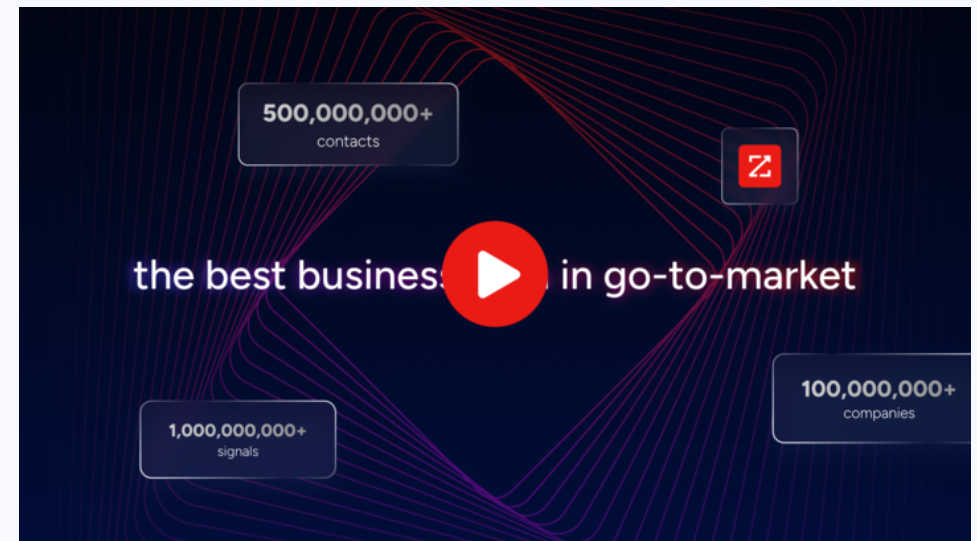 500,000,000+
contacts
the best business in go-to-market
100,000,000+
companies
1,000,000,000+
signals